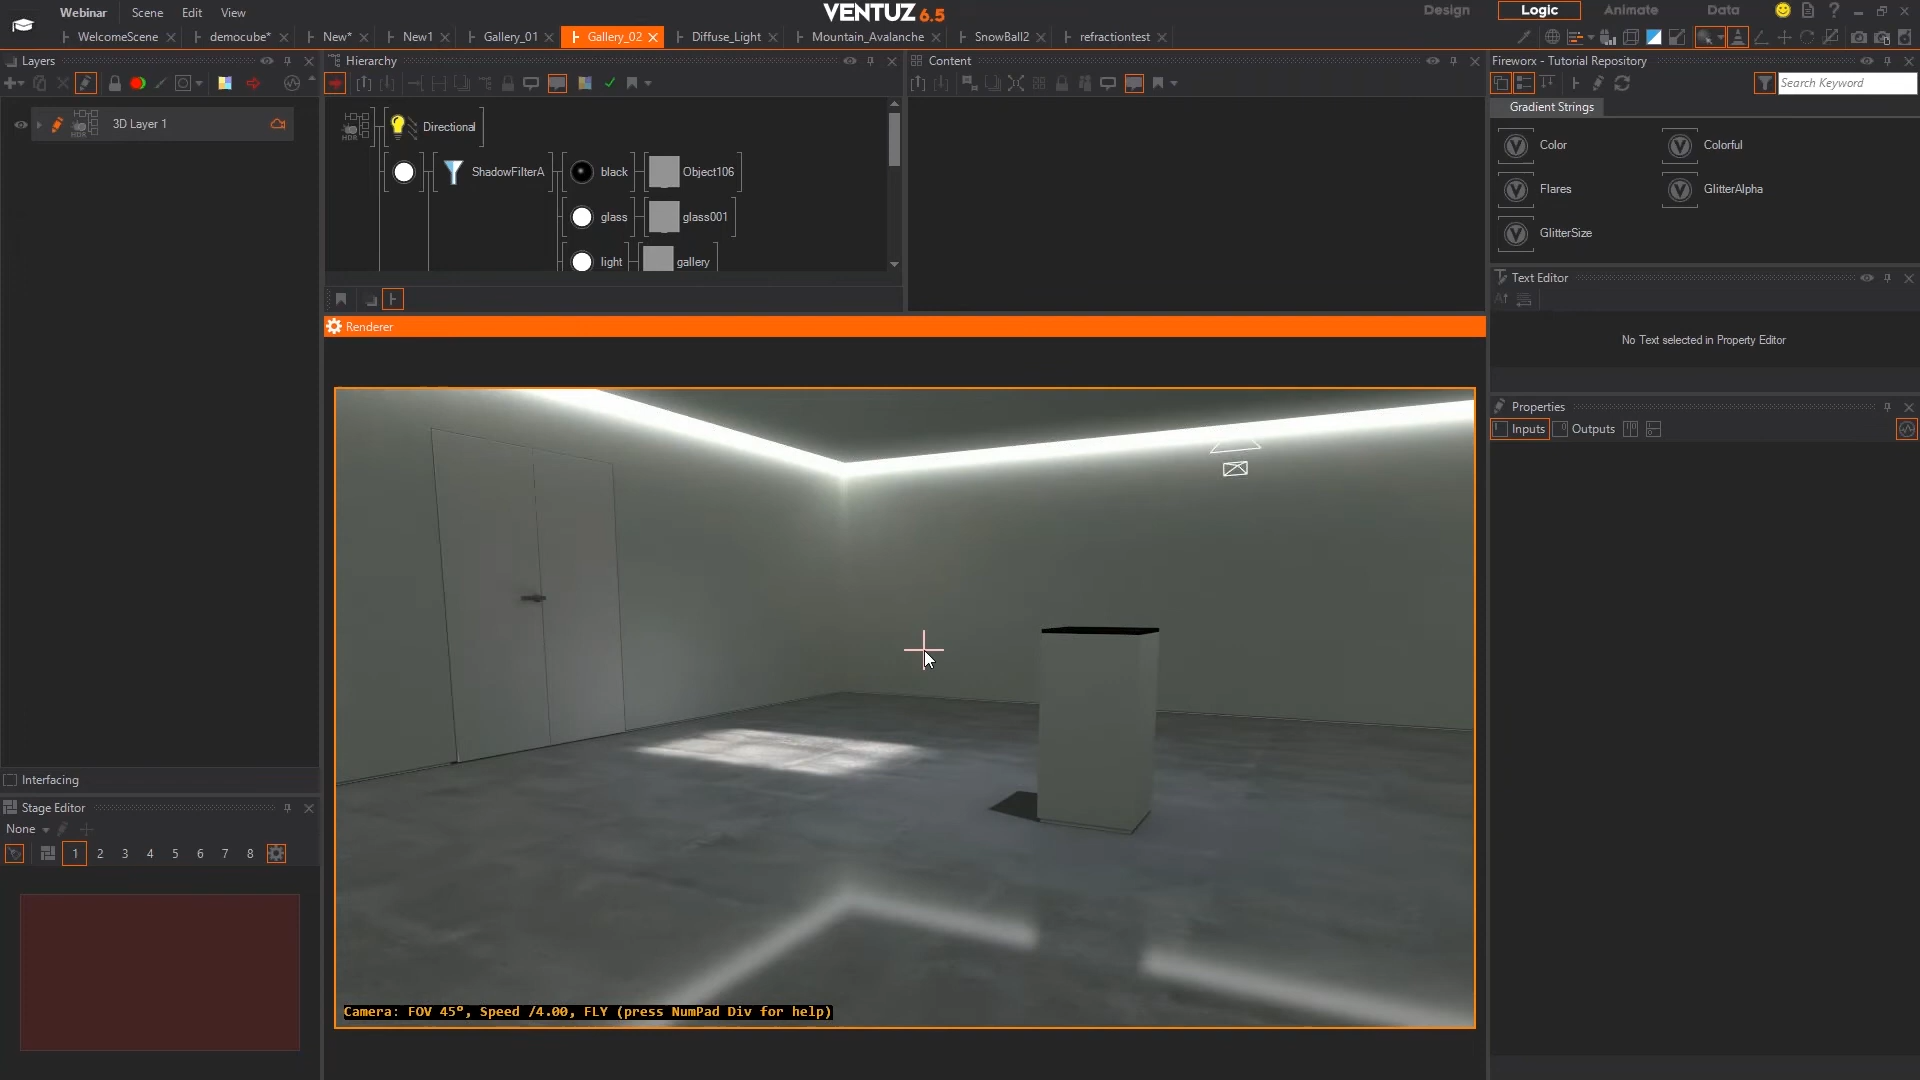 Webinar Scene Edit View VENTUZ 6.5 Design Logic Animate Data
WelcomeScene democube* New* New1 Gallery_01 Gallery_02 Diffuse_Light Mountain_Avalanche SnowBall2 refractiontest
Layers Hierarchy Content Fireworx - Tutorial Repository
Search Keyword
Gradient Strings
3D Layer 1 Directional
HDR HDR
Color Colorful
ShadowFilterA black Object106
Flares GlitterAlpha
glass glass001
GlitterSize
light gallery
Text Editor
Renderer
No Text selected in Property Editor
Properties
Inputs Outputs
Interfacing
Stage Editor
None
1 2 3 4 5 6 7 8
Camera: FOV 45º, Speed /4.00, FLY (press NumPad Div for help)